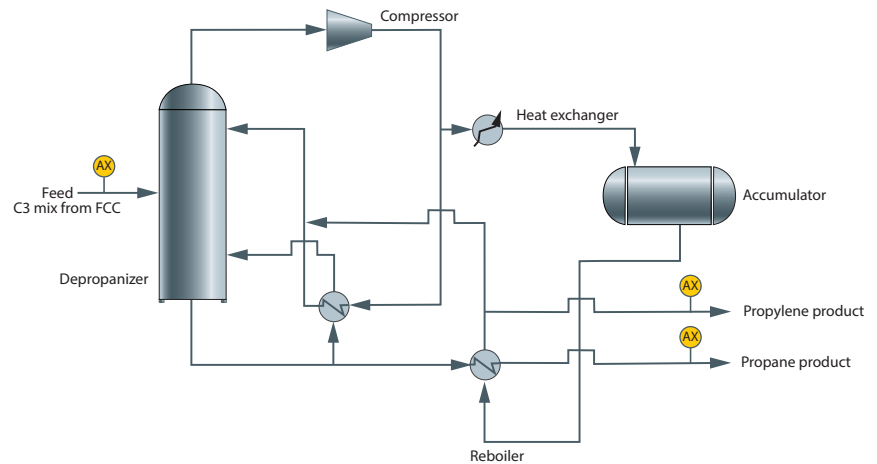 Compressor
Heat exchanger
AX
Feed
C3 mix from FCC
Accumulator
Depropanizer
AX
Propylene product
AX
Propane product
Reboiler